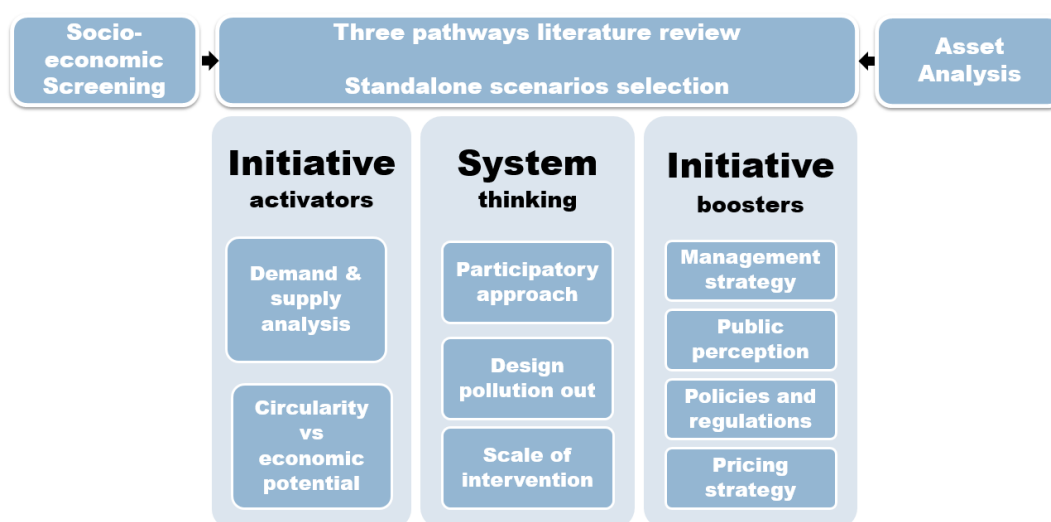 Socio-
economic
Screening
Three pathways literature review
Standalone scenarios selection
Asset
Analysis
Initiative
activators
Demand &
supply
analysis
Circularity
vs
economic
potential
System
thinking
Participatory
approach
Design
pollution out
Scale of
intervention
Initiative
boosters
Management
strategy
Public
perception
Policies and
regulations
Pricing
strategy